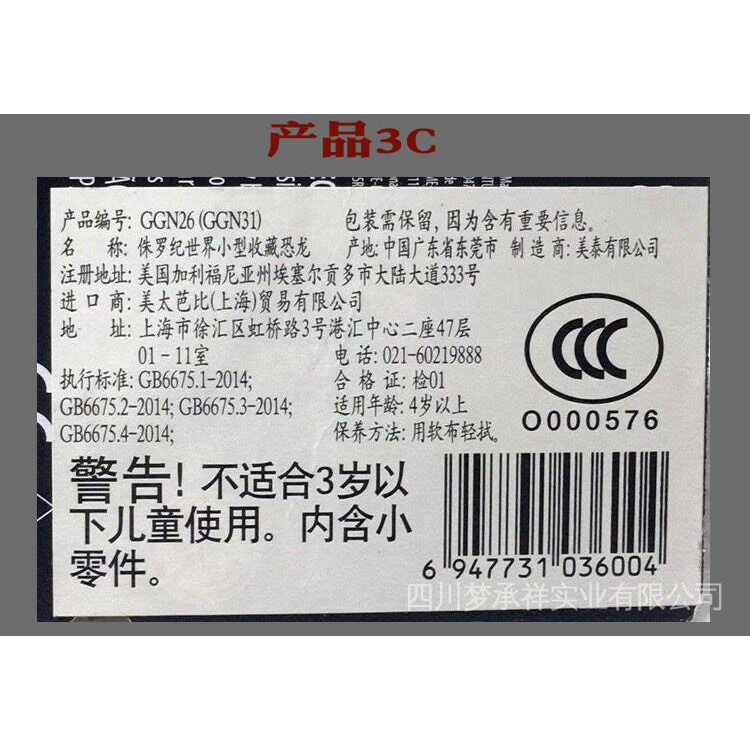 产品3C
产品编号: GGN26 (GGN31) 包装需保留, 因为含有重要信息。
名 称: 侏罗纪世界小型收藏恐龙 产地: 中国广东省东莞市 制 造 商: 美泰有限公司
注册地址: 美国加利福尼亚州埃塞尔贡多市大陆大道333号
进 口 商: 美太芭比(上海)贸易有限公司
地 址: 上海市徐汇区虹桥路3号港汇中心二座47层
01-11室 电 话: 021-60219888
执行标准: GB6675.1-2014; 合 格 证: 检01
GB6675.2-2014; GB6675.3-2014; 适用年龄: 4岁以上
GB6675.4-2014; 保养方法: 用软布轻拭。
CCC
O000576
警告! 不适合3岁以
下儿童使用。内含小
零件。
6 947731 036004
四川梦承祥实业有限公司